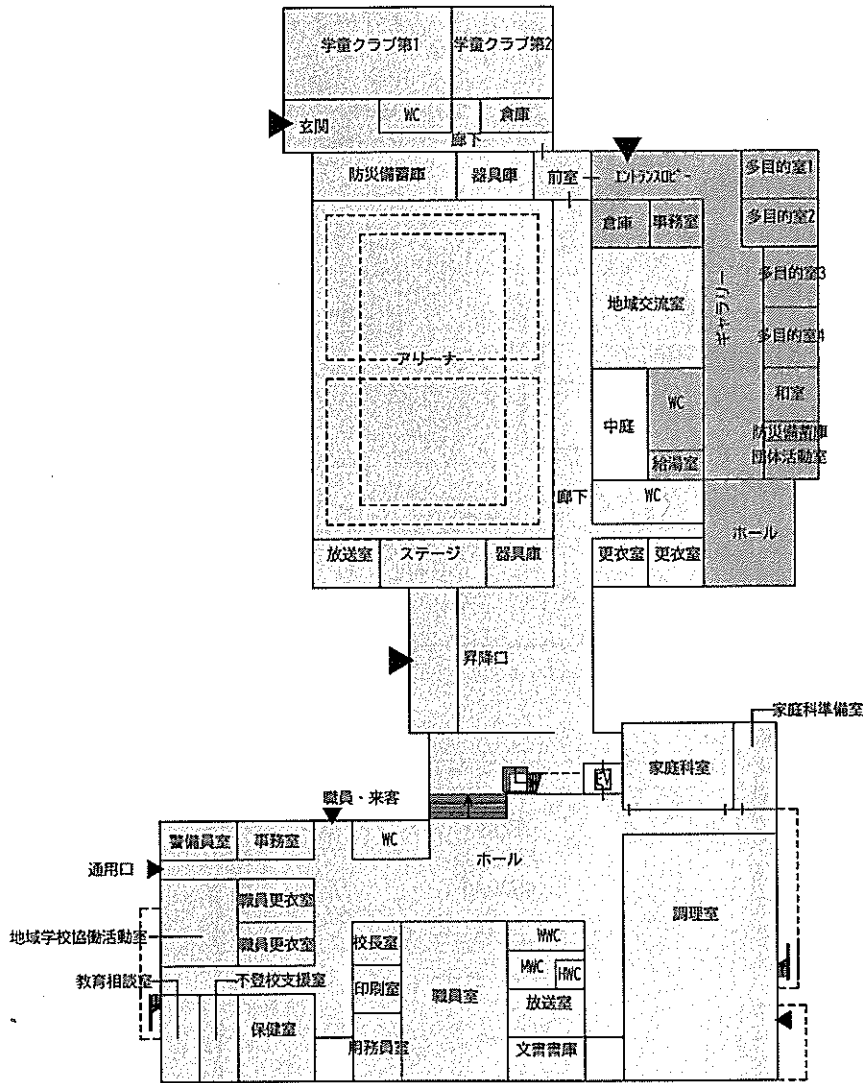 学童クラブ第1
学童クラブ第2
WC
倉庫
玄関
廊下
防災備蓄庫
器具庫
前室
エントランスロビー
多目的室1
倉庫
事務室
多目的室2
地域交流室
ギャラリー
多目的室3
アリーナ
多目的室4
中庭
WC
和室
防災備蓄庫
給湯室
団体活動室
廊下
WC
ホール
放送室
ステージ
器具庫
更衣室
更衣室
昇降口
家庭科準備室
家庭科室
EV
職員・来客
警備員室
事務室
WC
ホール
通用口
職員更衣室
調理室
地域学校協働活動室
職員更衣室
校長室
WWC
教育相談室
不登校支援室
印刷室
職員室
MWC
HWC
放送室
保健室
用務員室
文書書庫